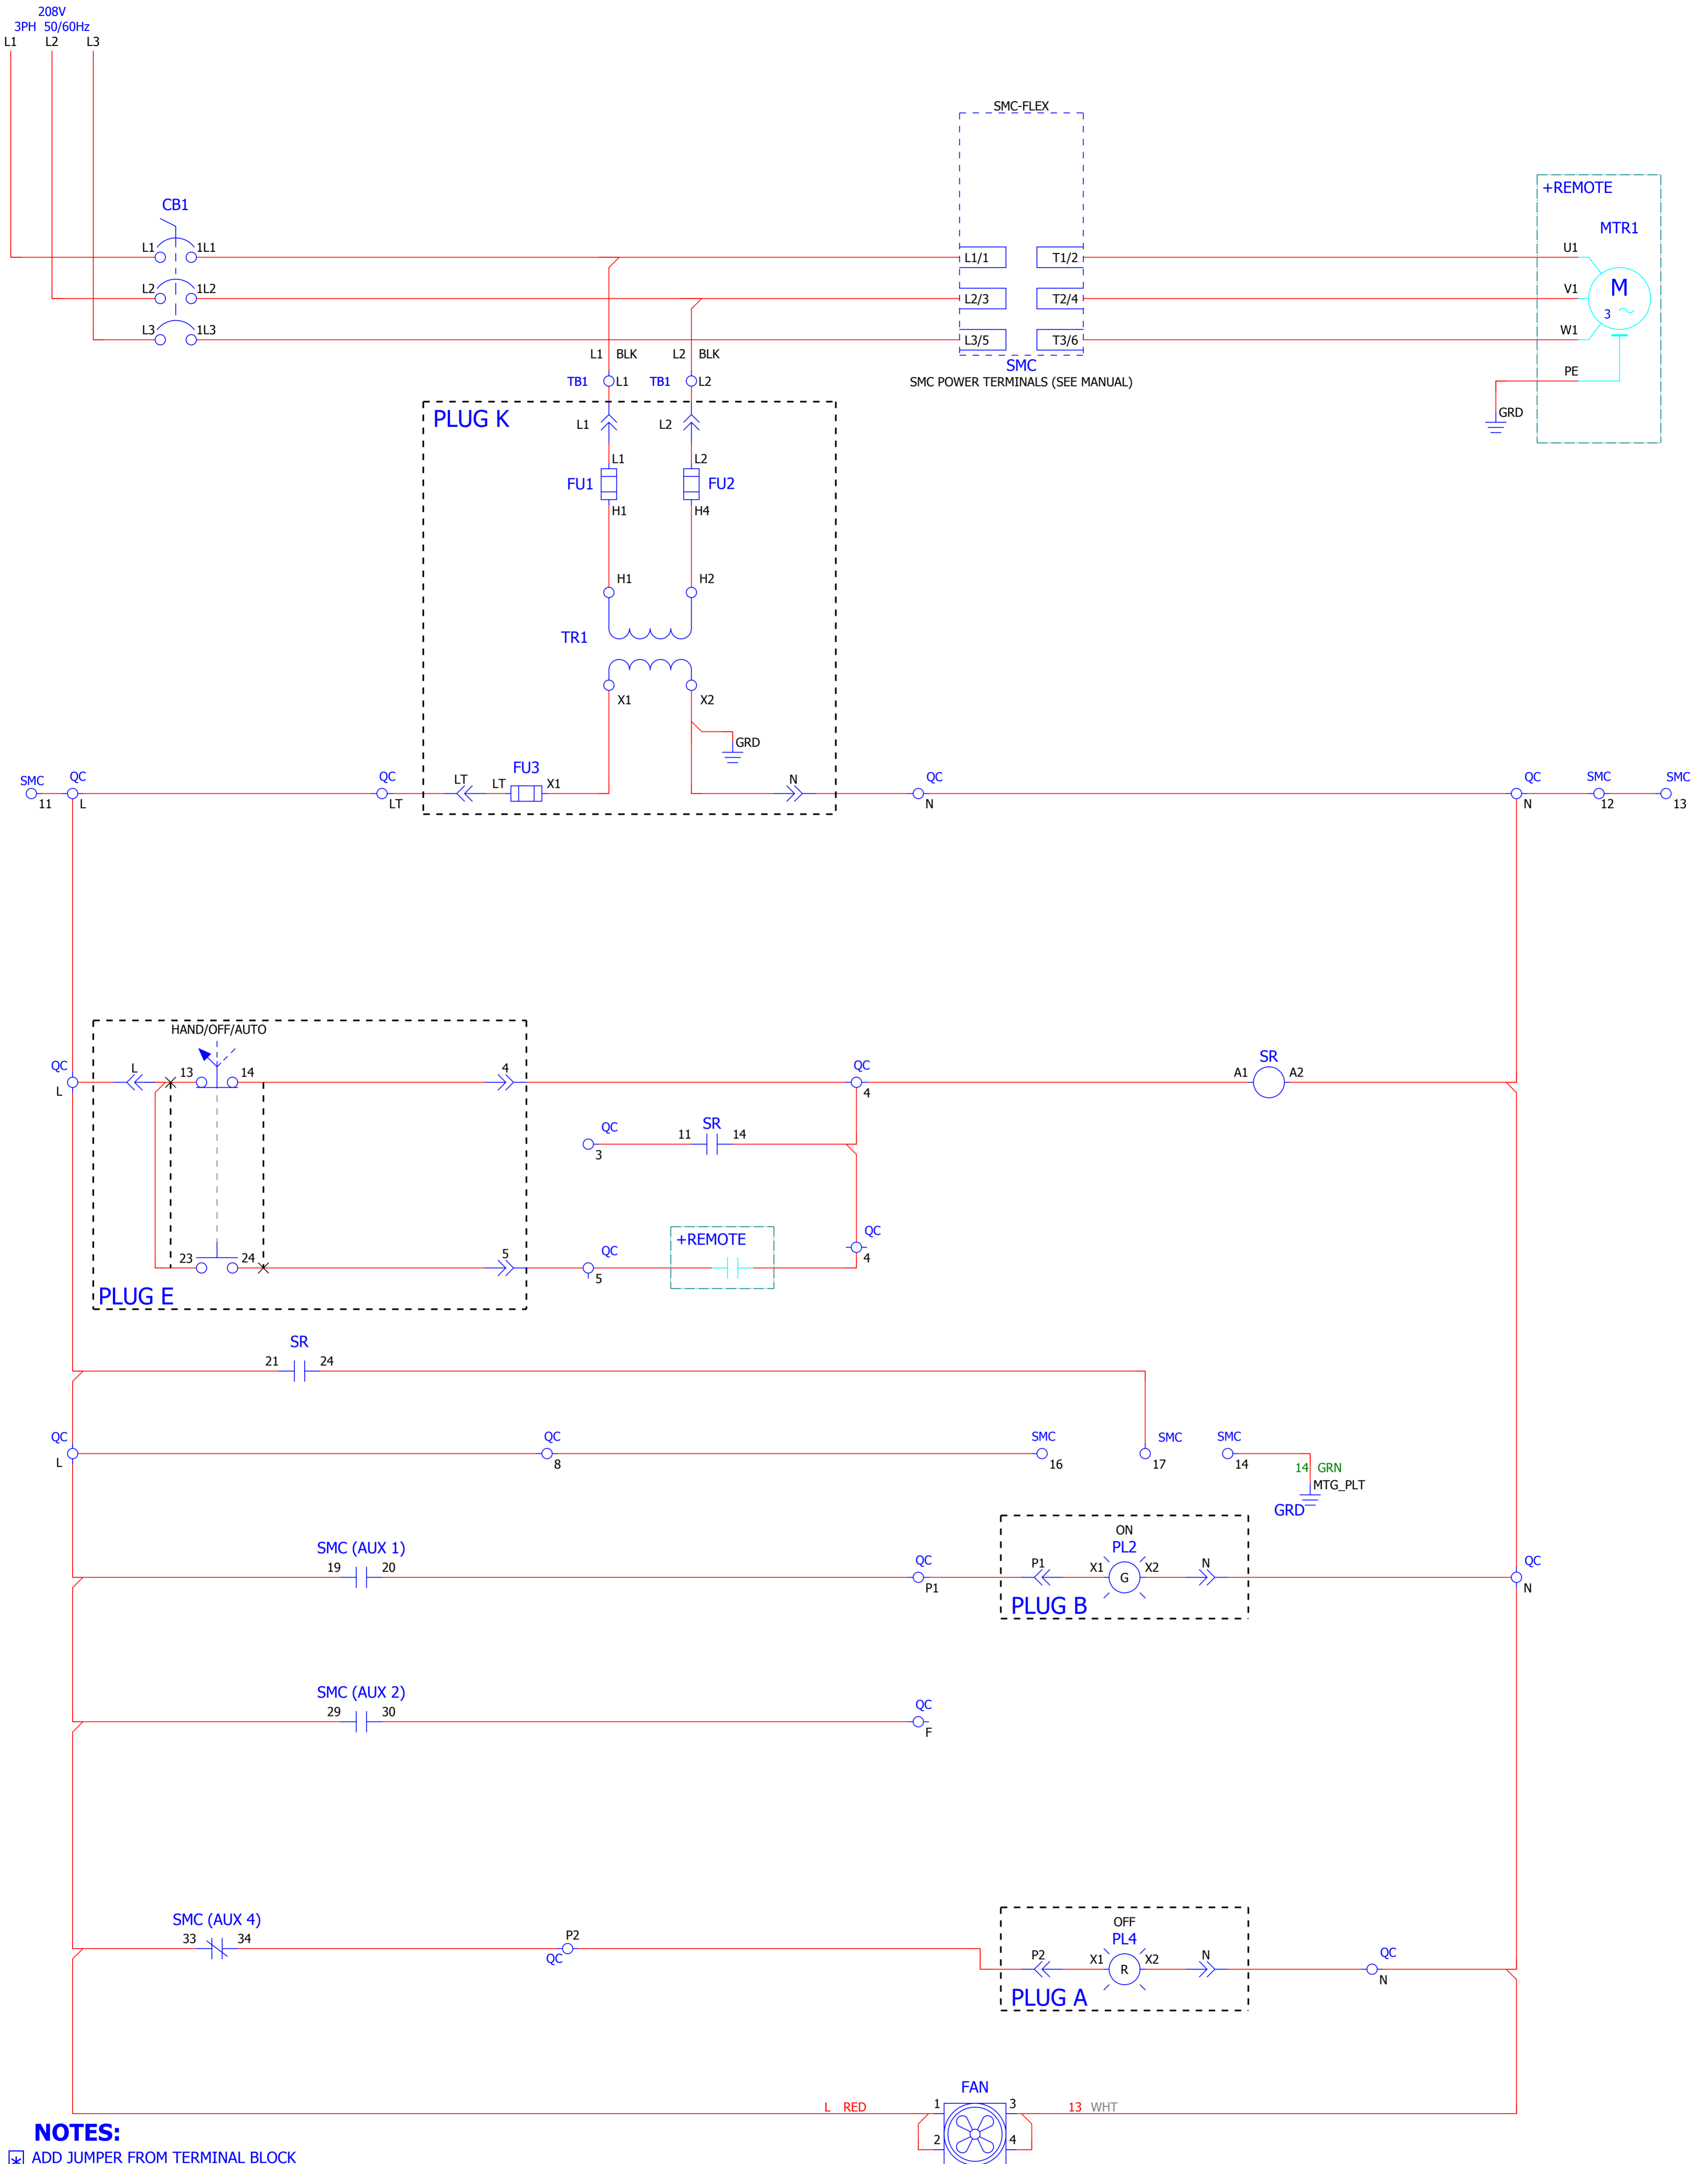 208V
3PH 50/60Hz
L1 L2 L3
SMC-FLEX
+REMOTE
MTR1
CB1
L1 1L1
L1/1 T1/2
U1
L2 1L2
L2/3 T2/4
V1
M
3
L3 1L3
L3/5 T3/6
W1
L1 BLK L2 BLK
SMC
SMC POWER TERMINALS (SEE MANUAL)
PE
TB1 L1 TB1 L2
GRD
PLUG K
L1 L2
L1 L2
FU1 FU2
H1 H4
H1 H2
TR1
X1 X2
GRD
SMC QC QC LT LT FU3 X1 N QC QC SMC SMC
11 L LT N N 12 13
HAND/OFF/AUTO
QC L 13 14 4 QC SR
A1 A2
L 4
QC 11 SR 14
3
+REMOTE QC
4
23 24 5 QC
5
PLUG E
SR
21 24
QC QC SMC SMC SMC
L 8 16 17 14
14 GRN
MTG_PLT
GRD
ON
SMC (AUX 1) PL2
19 20 QC P1 X1 X2 N QC
G
P1 N
PLUG B
SMC (AUX 2)
29 30 QC
F
SMC (AUX 4) OFF
33 34 P2 PL4
QC P2 X1 X2 N QC
R
N
PLUG A
FAN
L RED 1 3 13 WHT
2 4
NOTES:
* ADD JUMPER FROM TERMINAL BLOCK